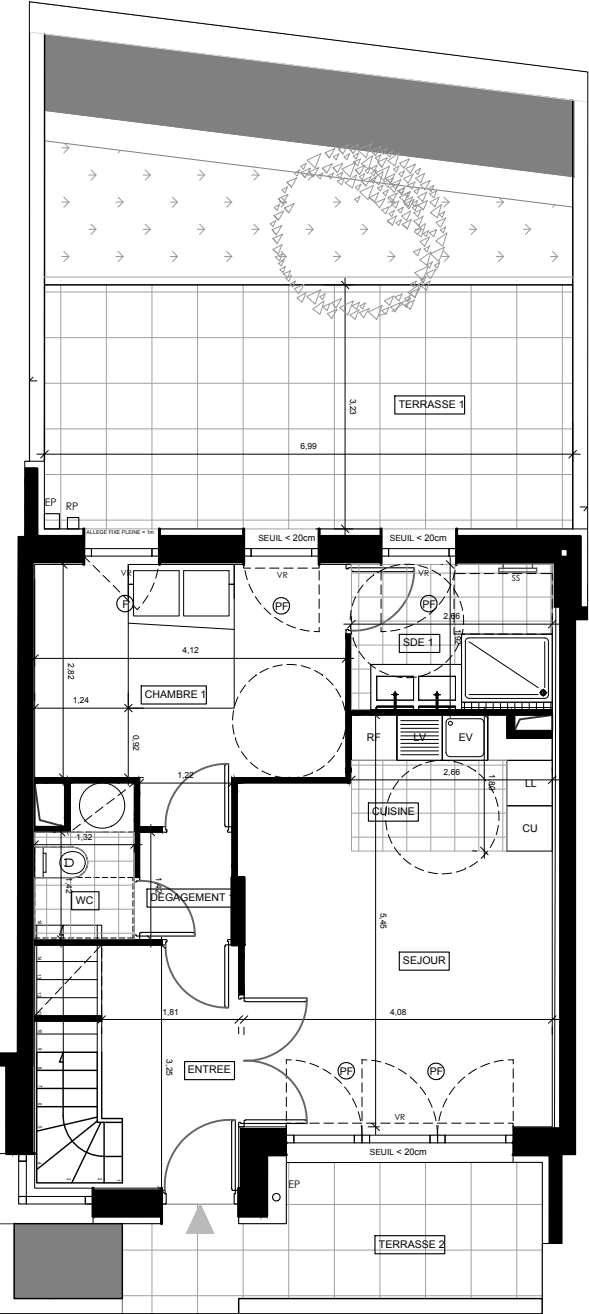 3,23
TERRASSE 1
6,99
EP
RP
ALLEGE FIXE PLEINE = 1m
SEUIL < 20cm
SEUIL < 20cm
VR
VR
VR
SS
F
PF
PF
2,66
SDE 1
4,12
2,82
CHAMBRE 1
1,24
0,92
RF
LV
EV
1,22
2,66
LL
CUISINE
CU
1,32
WC
DEGAGEMENT
5,45
SEJOUR
1,81
4,08
3,25
ENTREE
PF
PF
VR
SEUIL < 20cm
EP
TERRASSE 2